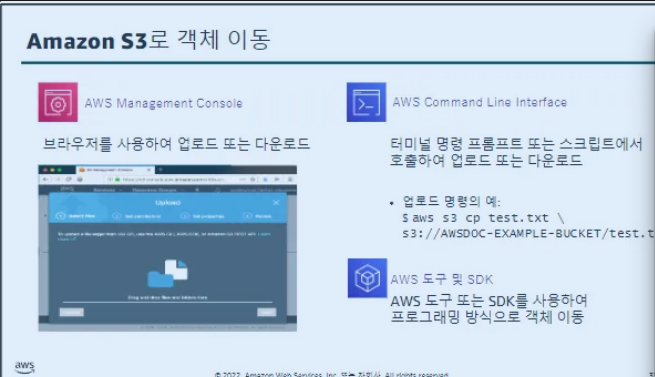 Amazon S3로 객체 이동
AWS Management Console
브라우저를 사용하여 업로드 또는 다운로드
Upload
Drag and drop files and folders here
AWS Command Line Interface
터미널 명령 프롬프트 또는 스크립트에서
호출하여 업로드 또는 다운로드
• 업로드 명령의 예:
$ aws s3 cp test.txt \
s3://AWSDOC-EXAMPLE-BUCKET/test.t
AWS 도구 및 SDK
AWS 도구 또는 SDK를 사용하여
프로그래밍 방식으로 객체 이동
aws
© 2022, Amazon Web Services, Inc. 또는 자회사. All rights reserved.